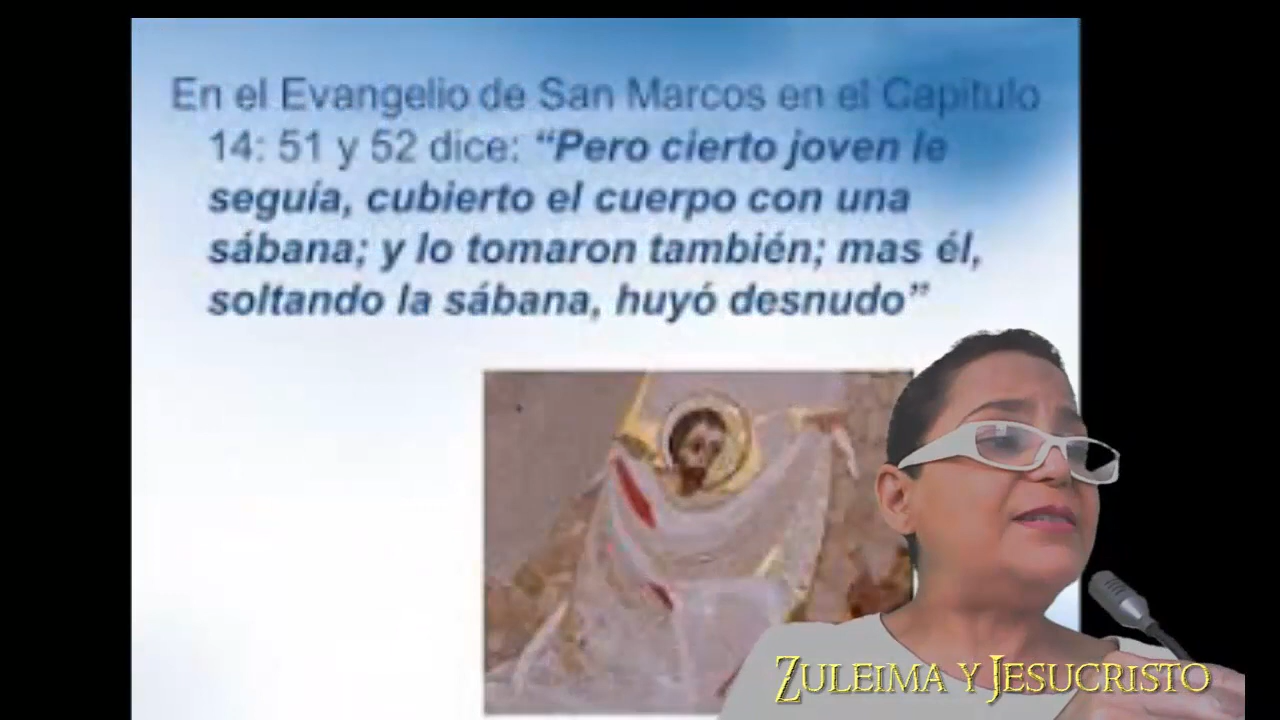 En el Evangelio de San Marcos en el Capitulo
14: 51 y 52 dice: “Pero cierto joven le
seguía, cubierto el cuerpo con una
sábana; y lo tomaron también; mas él,
soltando la sábana, huyó desnudo”
ZULEIMA Y JESUCRISTO